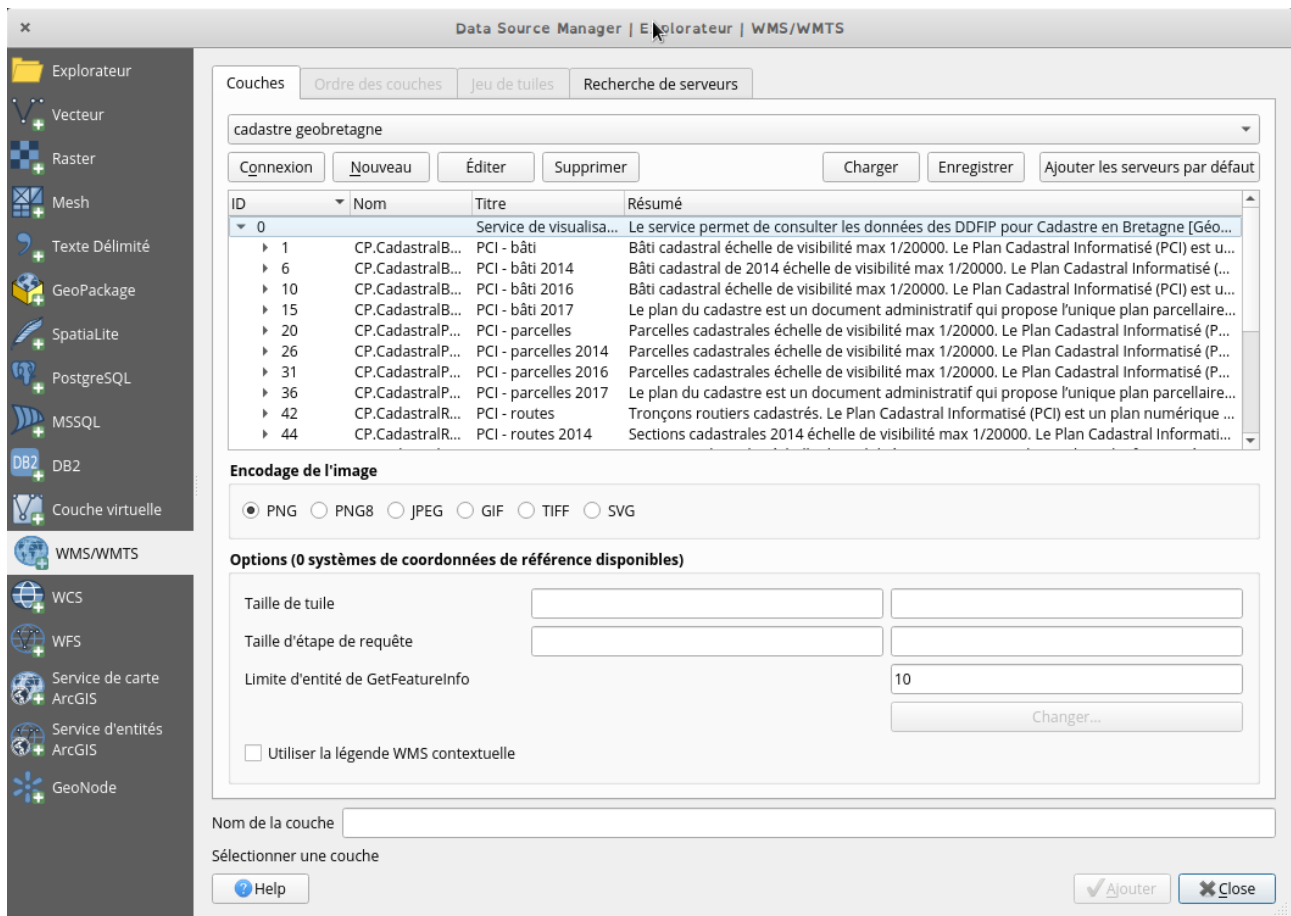 Data Source Manager | Explorateur | WMS/WMTS
Explorateur
Vecteur
Raster
Mesh
Texte Délimité
GeoPackage
SpatiaLite
PostgreSQL
MSSQL
DB2
Couche virtuelle
WMS/WMTS
WCS
WFS
Service de carte
ArcGIS
Service d'entités
ArcGIS
GeoNode
Couches Ordre des couches Jeu de tuiles Recherche de serveurs
cadastre geobretagne
Connexion Nouveau Éditer Supprimer Charger Enregistrer Ajouter les serveurs par défaut
ID Nom Titre Résumé
0 Service de visualisa... Le service permet de consulter les données des DDFIP pour Cadastre en Bretagne [Géo...
1 CP.CadastralB... PCI - bâti Bâti cadastral échelle de visibilité max 1/20000. Le Plan Cadastral Informatisé (PCI) est u...
6 CP.CadastralB... PCI - bâti 2014 Bâti cadastral de 2014 échelle de visibilité max 1/20000. Le Plan Cadastral Informatisé (...
10 CP.CadastralB... PCI - bâti 2016 Bâti cadastral échelle de visibilité max 1/20000. Le Plan Cadastral Informatisé (PCI) est u...
15 CP.CadastralB... PCI - bâti 2017 Le plan du cadastre est un document administratif qui propose l’unique plan parcellaire...
20 CP.CadastralP... PCI - parcelles Parcelles cadastrales échelle de visibilité max 1/20000. Le Plan Cadastral Informatisé (P...
26 CP.CadastralP... PCI - parcelles 2014 Parcelles cadastrales échelle de visibilité max 1/20000. Le Plan Cadastral Informatisé (P...
31 CP.CadastralP... PCI - parcelles 2016 Parcelles cadastrales échelle de visibilité max 1/20000. Le Plan Cadastral Informatisé (P...
36 CP.CadastralP... PCI - parcelles 2017 Le plan du cadastre est un document administratif qui propose l’unique plan parcellaire...
42 CP.CadastralR... PCI - routes Tronçons routiers cadastrés. Le Plan Cadastral Informatisé (PCI) est un plan numérique ...
44 CP.CadastralR... PCI - routes 2014 Sections cadastrales 2014 échelle de visibilité max 1/20000. Le Plan Cadastral Informati...
Encodage de l'image
PNG PNG8 JPEG GIF TIFF SVG
Options (0 systèmes de coordonnées de référence disponibles)
Taille de tuile
Taille d'étape de requête
Limite d'entité de GetFeatureInfo 10
Changer...
Utiliser la légende WMS contextuelle
Nom de la couche
Sélectionner une couche
Help Ajouter Close